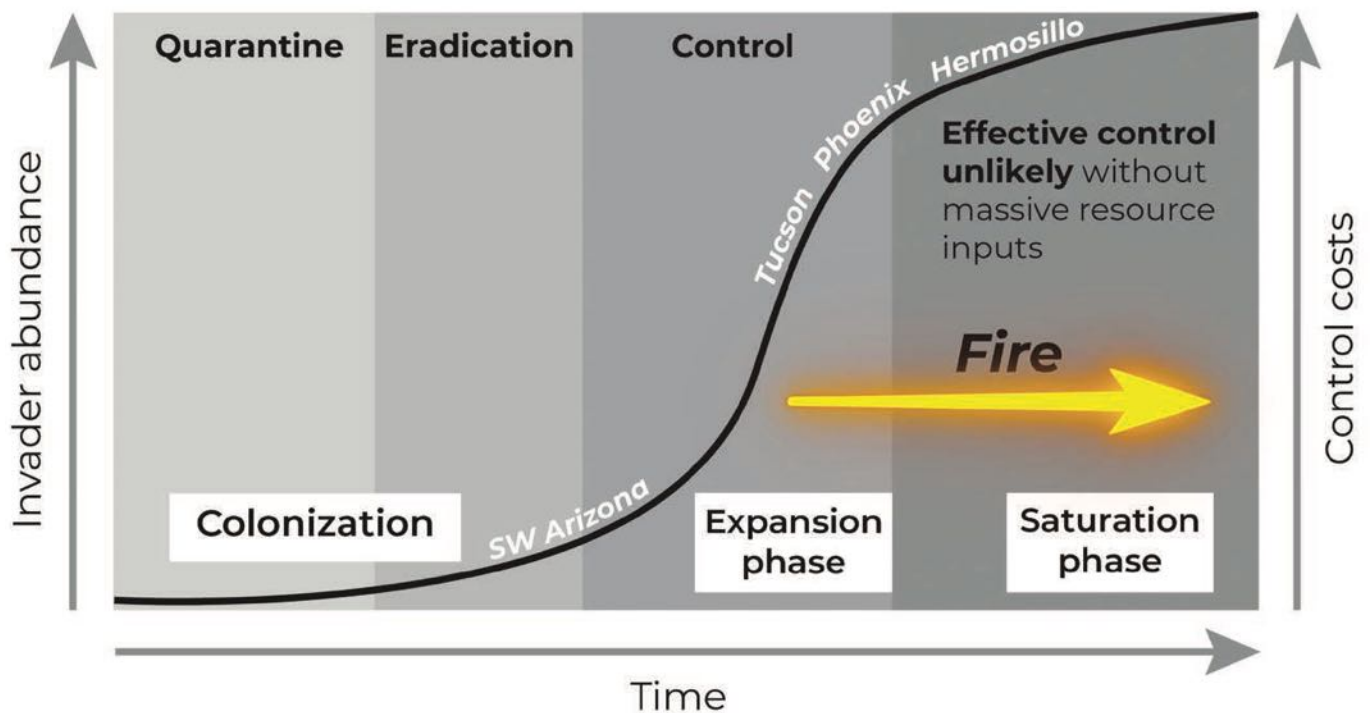 Quarantine
Eradication
Control
SW Arizona
Tucson
Phoenix
Hermosillo
Effective control
unlikely without
massive resource
inputs
Fire
Colonization
Expansion
phase
Saturation
phase
Invader abundance
Control costs
Time